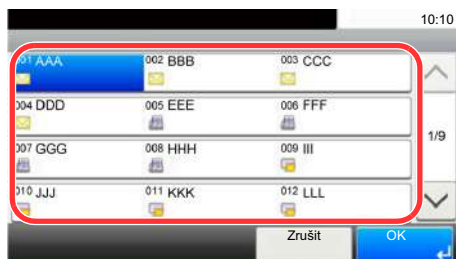 10:10
001 AAA 002 BBB 003 CCC
004 DDD 005 EEE 006 FFF
1/9
007 GGG 008 HHH 009 III
010 JJJ 011 KKK 012 LLL
Zrušit OK